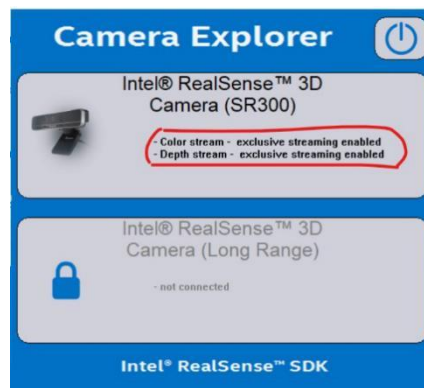 Camera Explorer
Intel® RealSense™ 3D
Camera (SR300)
- Color stream - exclusive streaming enabled
- Depth stream - exclusive streaming enabled
Intel® RealSense™ 3D
Camera (Long Range)
- not connected
Intel® RealSense™ SDK